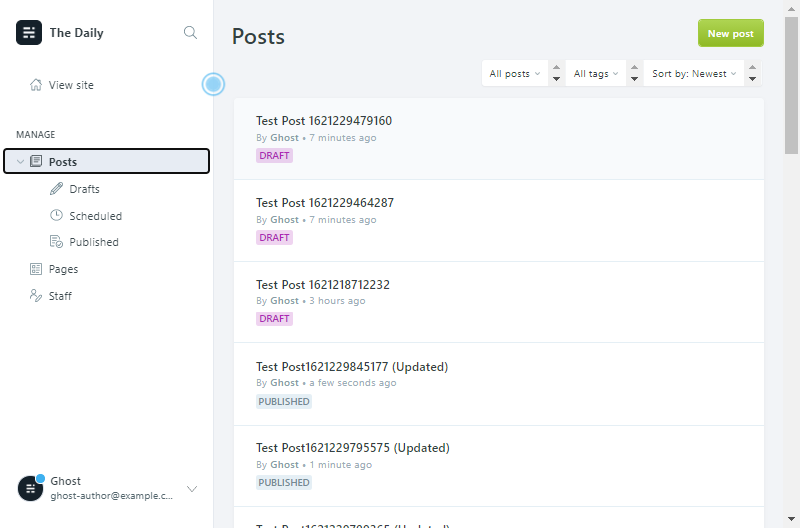 The Daily
View site
MANAGE
Posts
Drafts
Scheduled
Published
Pages
Staff
Ghost
ghost-author@example.c...
Posts
New post
All posts
All tags
Sort by: Newest
Test Post 1621229479160
By Ghost • 7 minutes ago
DRAFT
Test Post 1621229464287
By Ghost • 7 minutes ago
DRAFT
Test Post 1621218712232
By Ghost • 3 hours ago
DRAFT
Test Post1621229845177 (Updated)
By Ghost • a few seconds ago
PUBLISHED
Test Post1621229795575 (Updated)
By Ghost • 1 minute ago
PUBLISHED